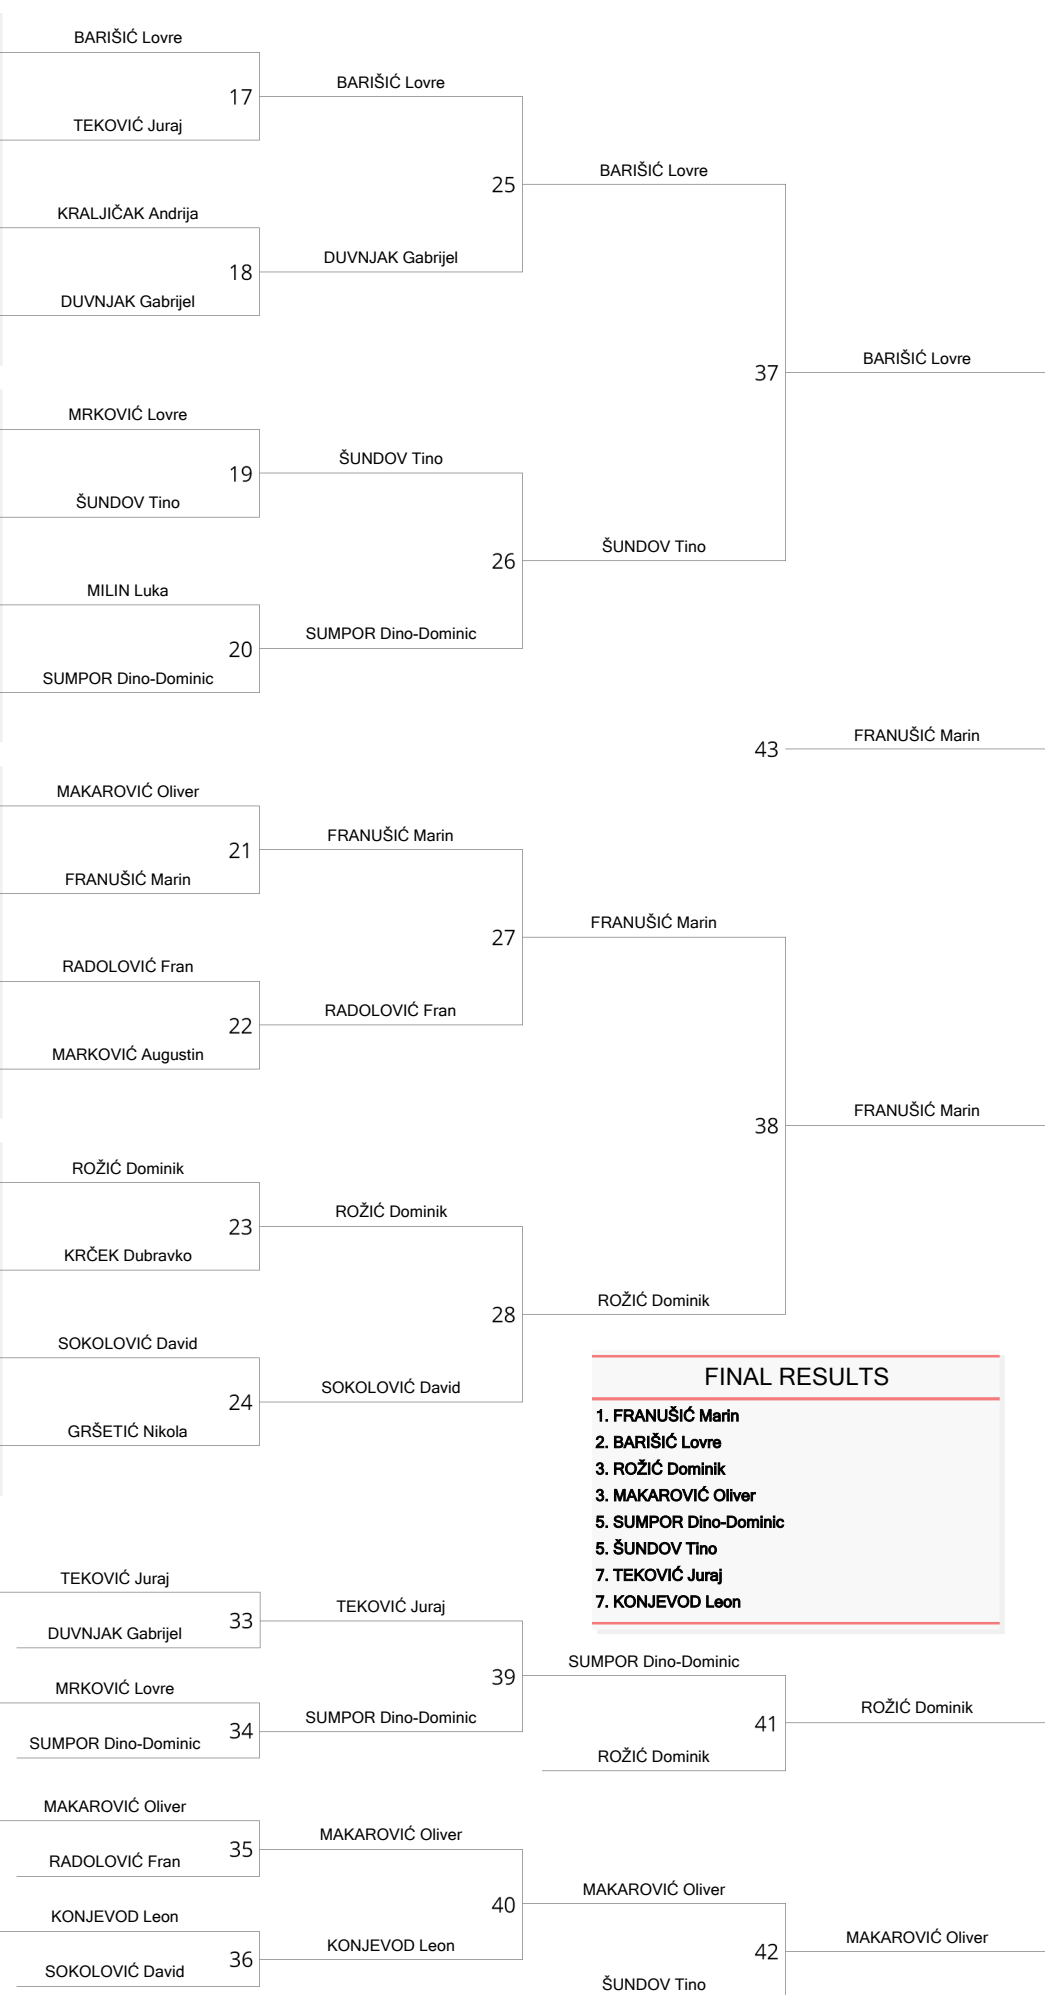 BARIŠIĆ Lovre
BARIŠIĆ Lovre
17
TEKOVIĆ Juraj
BARIŠIĆ Lovre
25
KRALJIČAK Andrija
DUVNJAK Gabrijel
18
DUVNJAK Gabrijel
BARIŠIĆ Lovre
37
MRKOVIĆ Lovre
ŠUNDOV Tino
19
ŠUNDOV Tino
ŠUNDOV Tino
26
MILIN Luka
SUMPOR Dino-Dominic
20
SUMPOR Dino-Dominic
FRANUŠIĆ Marin
43
MAKAROVIĆ Oliver
FRANUŠIĆ Marin
21
FRANUŠIĆ Marin
FRANUŠIĆ Marin
27
RADOLOVIĆ Fran
RADOLOVIĆ Fran
22
MARKOVIĆ Augustin
FRANUŠIĆ Marin
38
ROŽIĆ Dominik
ROŽIĆ Dominik
23
KRČEK Dubravko
ROŽIĆ Dominik
28
SOKOLOVIĆ David
SOKOLOVIĆ David
24
GRŠETIĆ Nikola
FINAL RESULTS
1. FRANUŠIĆ Marin
2. BARIŠIĆ Lovre
3. ROŽIĆ Dominik
3. MAKAROVIĆ Oliver
5. SUMPOR Dino-Dominic
5. ŠUNDOV Tino
7. TEKOVIĆ Juraj
7. KONJEVOD Leon
TEKOVIĆ Juraj
TEKOVIĆ Juraj
33
DUVNJAK Gabrijel
SUMPOR Dino-Dominic
39
MRKOVIĆ Lovre
SUMPOR Dino-Dominic
34
SUMPOR Dino-Dominic
ROŽIĆ Dominik
41
ROŽIĆ Dominik
MAKAROVIĆ Oliver
MAKAROVIĆ Oliver
35
RADOLOVIĆ Fran
MAKAROVIĆ Oliver
40
KONJEVOD Leon
KONJEVOD Leon
36
SOKOLOVIĆ David
MAKAROVIĆ Oliver
42
ŠUNDOV Tino